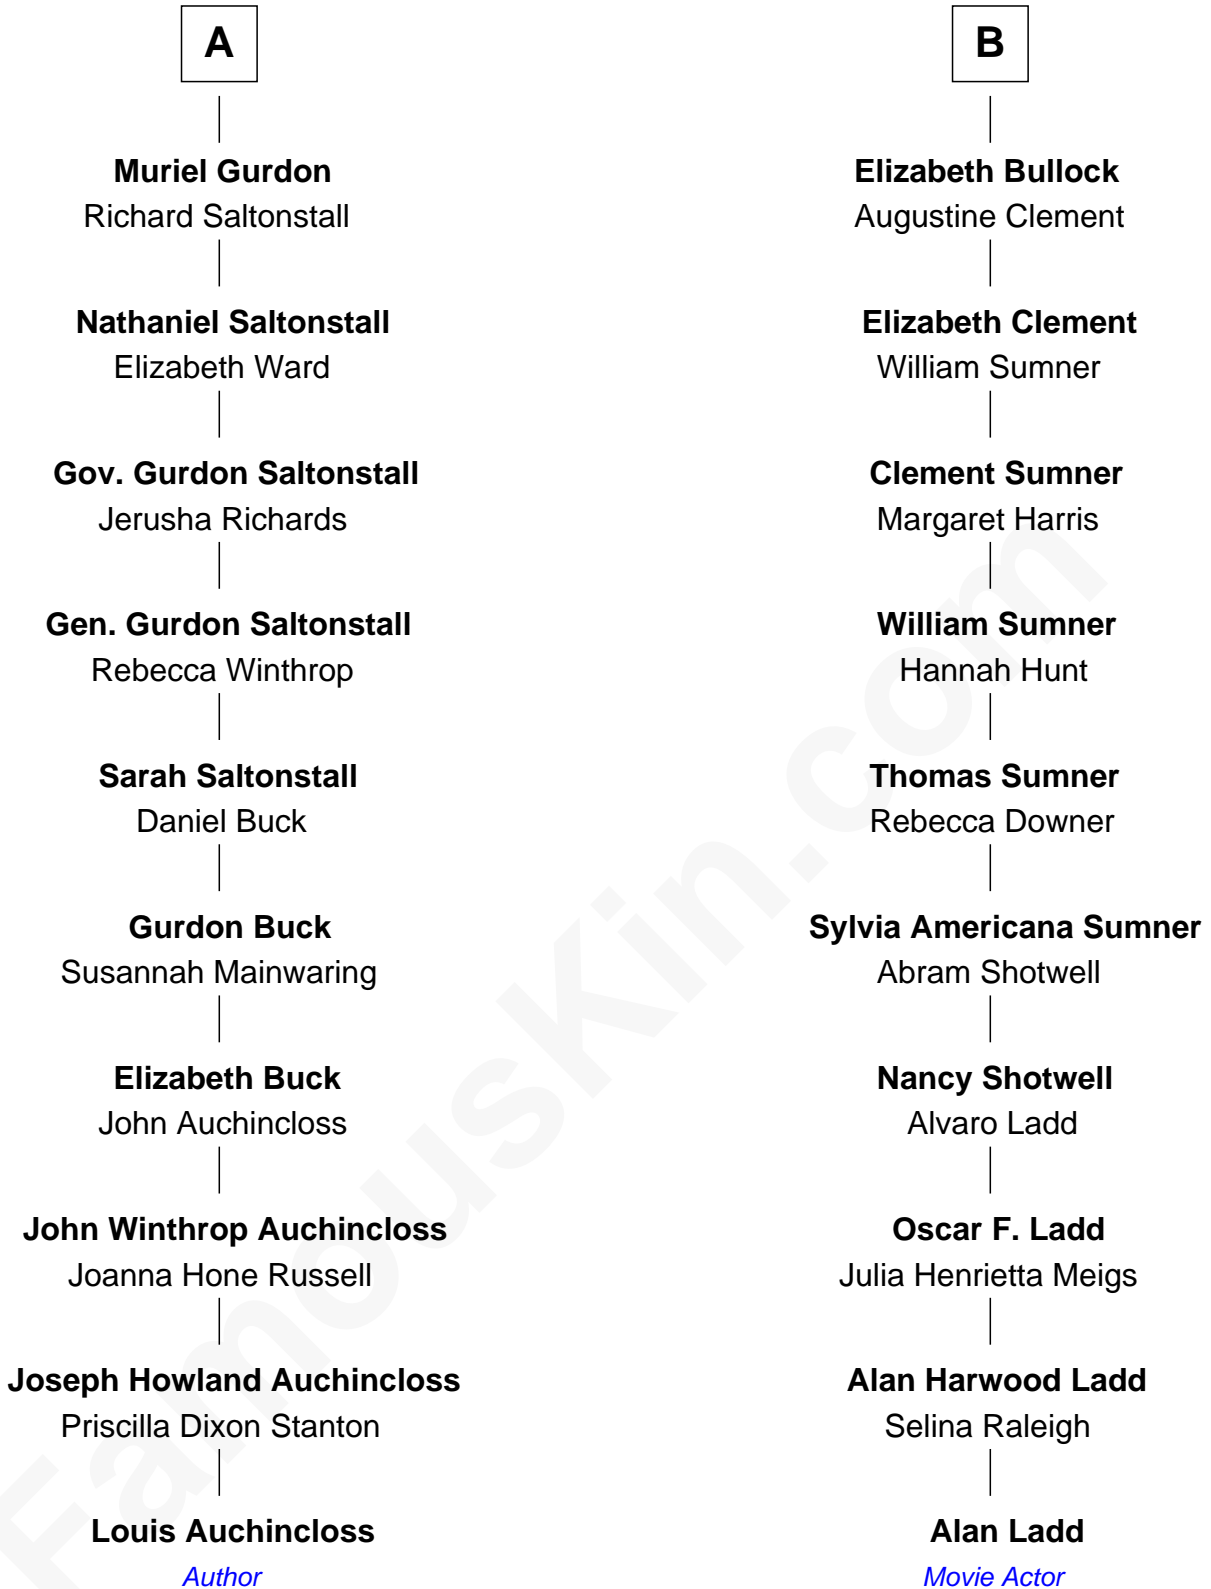 A
Muriel Gurdon
Richard Saltonstall
Nathaniel Saltonstall
Elizabeth Ward
Gov. Gurdon Saltonstall
Jerusha Richards
Gen. Gurdon Saltonstall
Rebecca Winthrop
Sarah Saltonstall
Daniel Buck
Gurdon Buck
Susannah Mainwaring
Elizabeth Buck
John Auchincloss
John Winthrop Auchincloss
Joanna Hone Russell
Joseph Howland Auchincloss
Priscilla Dixon Stanton
Louis Auchincloss
Author
B
Elizabeth Bullock
Augustine Clement
Elizabeth Clement
William Sumner
Clement Sumner
Margaret Harris
William Sumner
Hannah Hunt
Thomas Sumner
Rebecca Downer
Sylvia Americana Sumner
Abram Shotwell
Nancy Shotwell
Alvaro Ladd
Oscar F. Ladd
Julia Henrietta Meigs
Alan Harwood Ladd
Selina Raleigh
Alan Ladd
Movie Actor
FamousKin.com